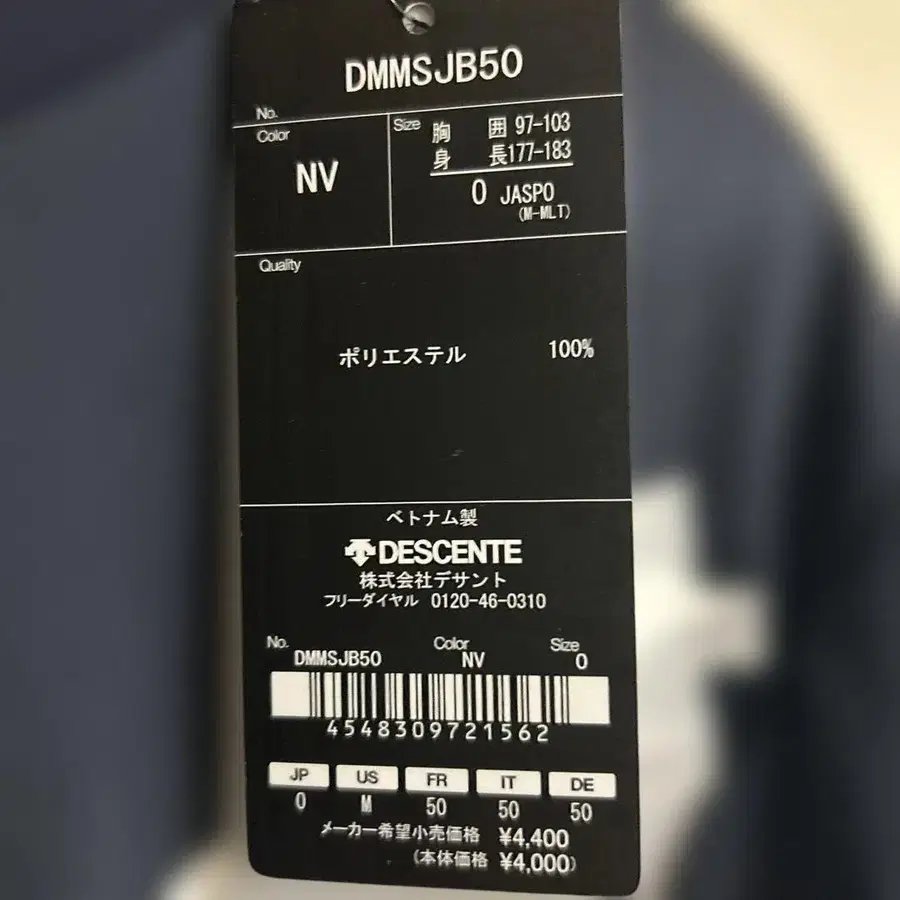 DMMSJB50
No.
Color
NV
Size 胸 囲 97-103
身 長177-183
0 JASPO
(M-MLT)
Quality
ポリエステル 100%
ベトナム製
DESCENTE
株式会社デサント
フリーダイヤル 0120-46-0310
No. Color Size
DMMSJB50 NV 0
4548309721562
JP US FR IT DE
0 M 50 50 50
メーカー希望小売価格 ¥4,400
(本体価格 ¥4,000)